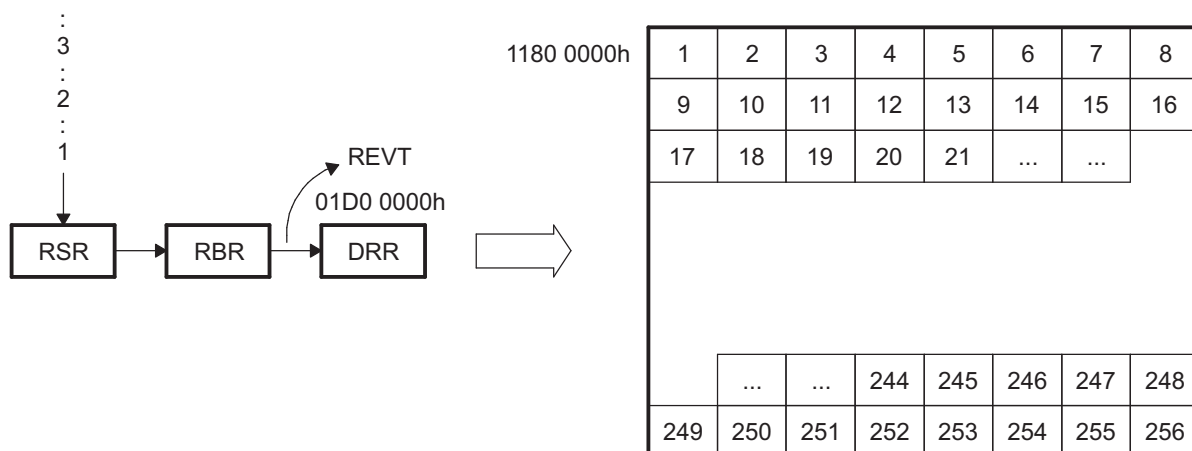 :
3
:
2
:
1
REVT
01D0 0000h
RSR
RBR
DRR
1180 0000h
1 2 3 4 5 6 7 8
9 10 11 12 13 14 15 16
17 18 19 20 21 ... ...
... ... 244 245 246 247 248
249 250 251 252 253 254 255 256